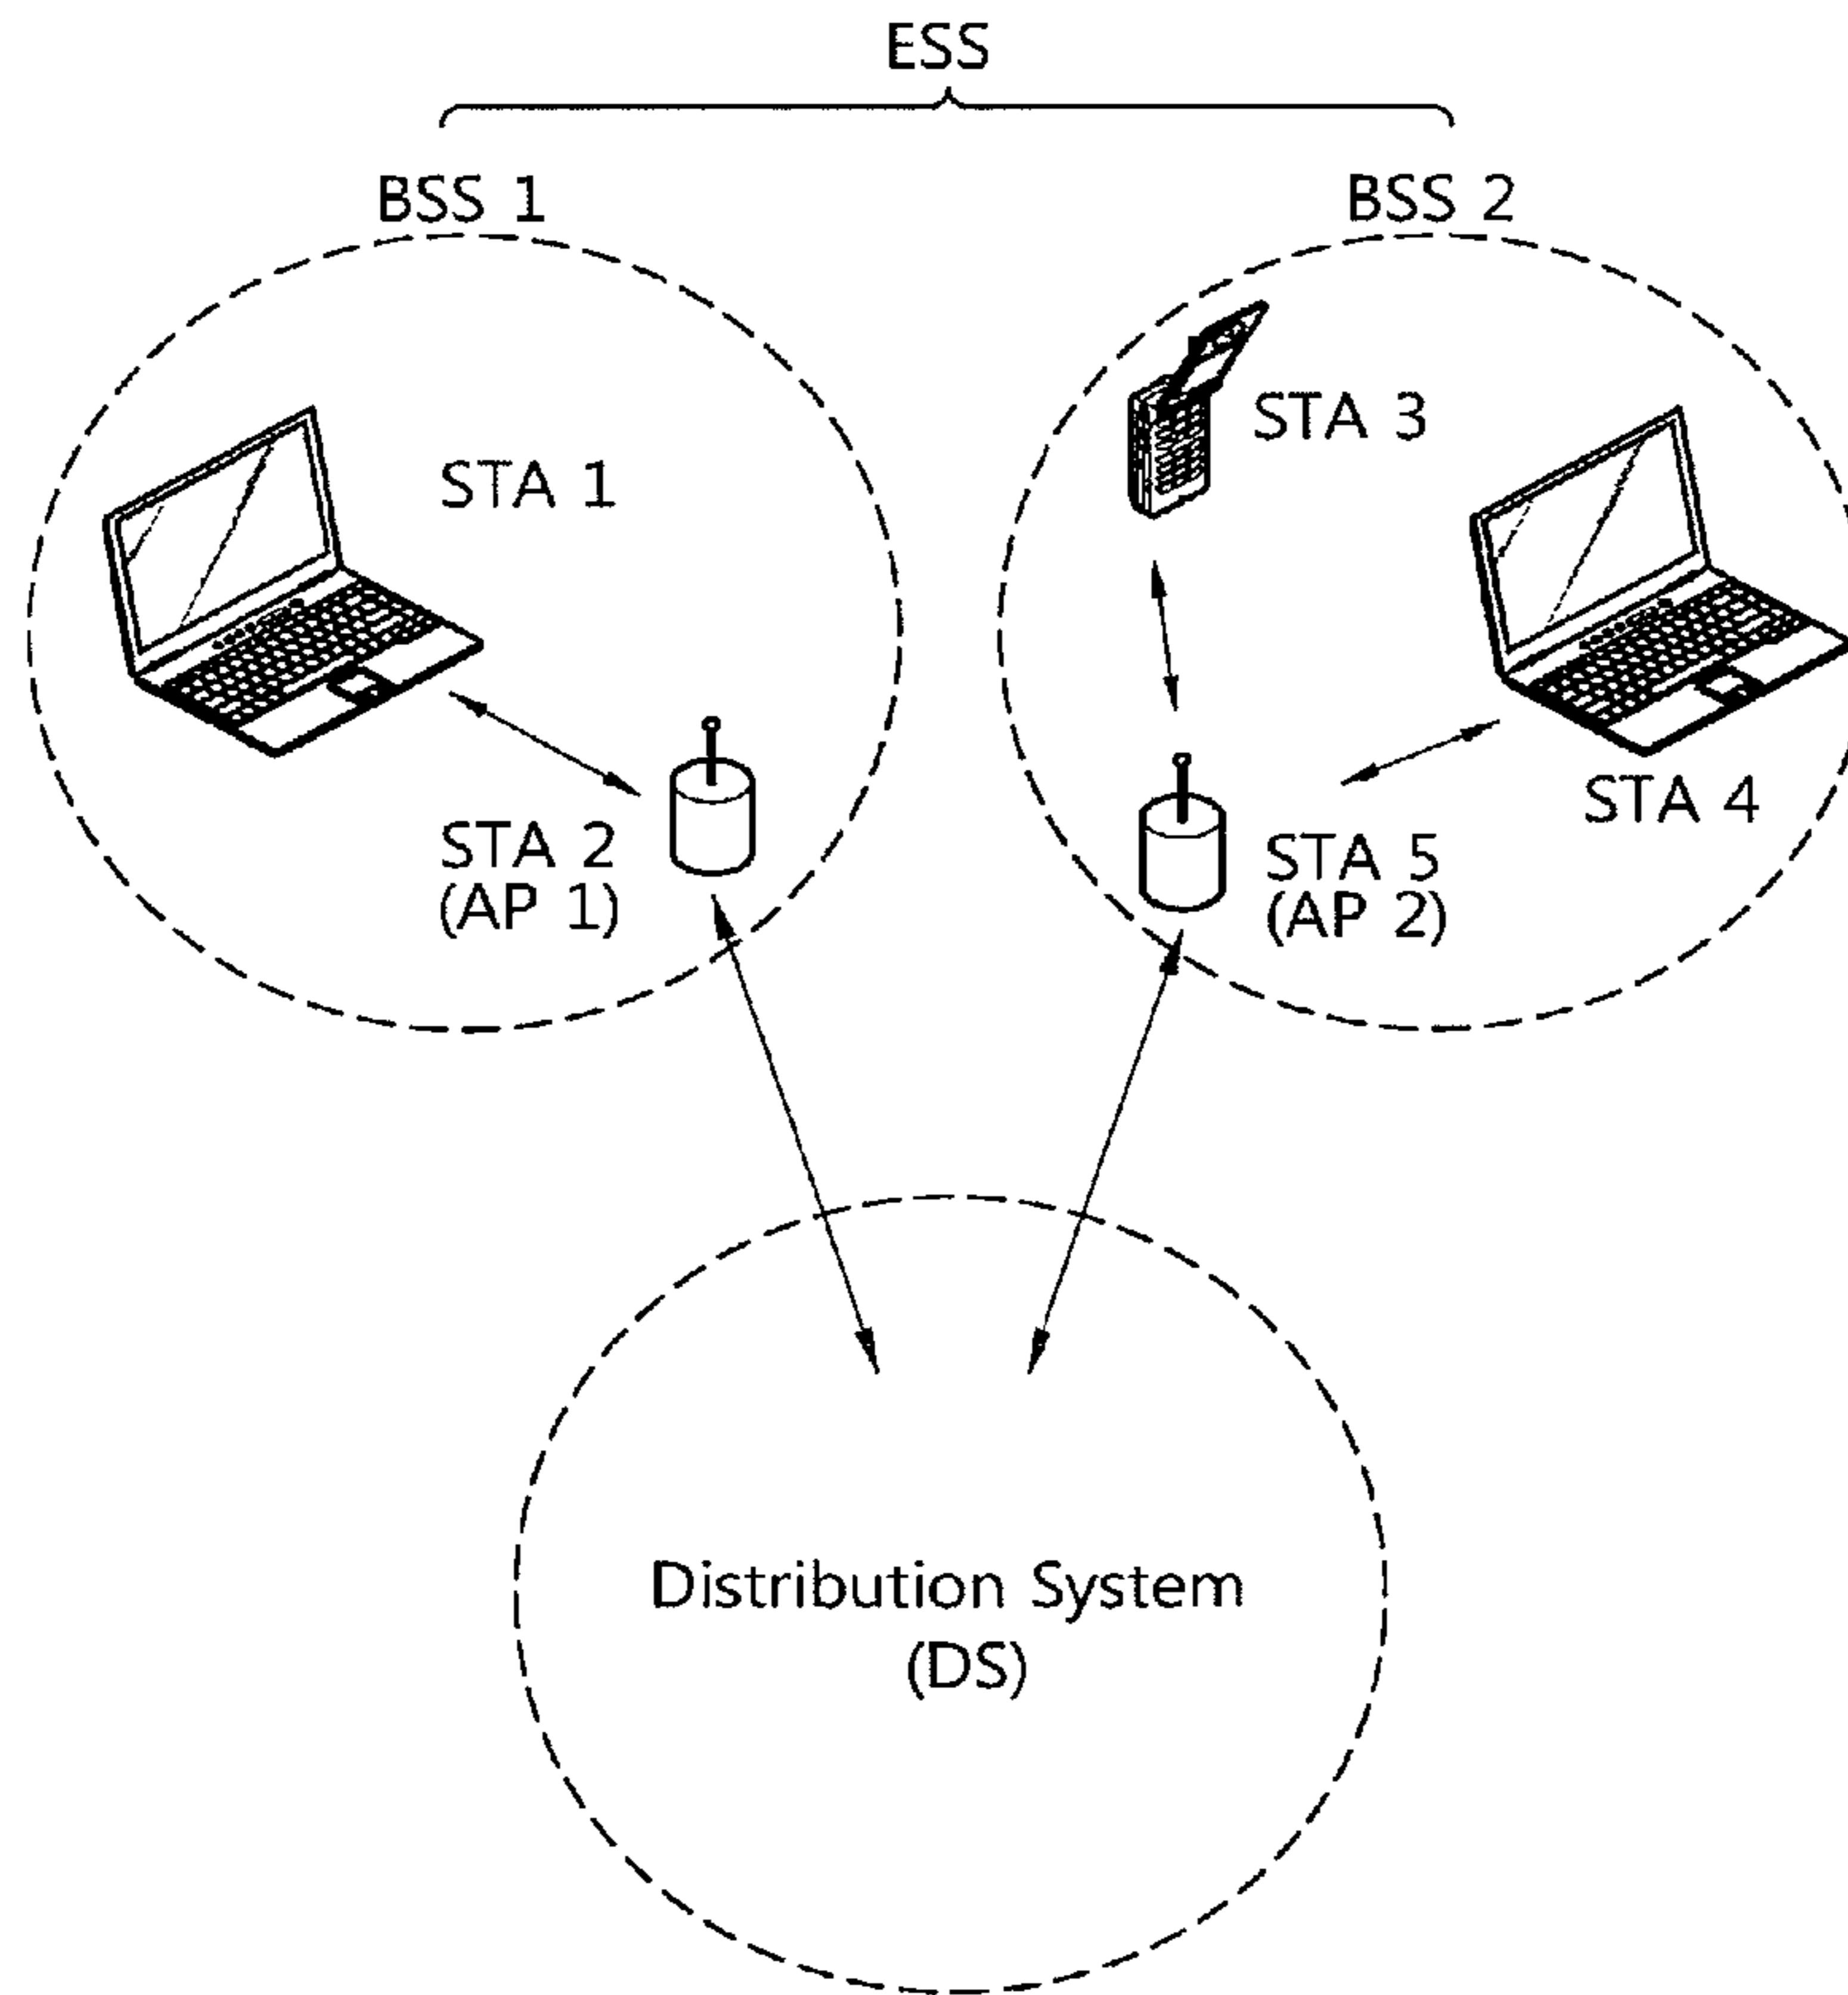 ESS
BSS 1
BSS 2
STA 1
STA 3
STA 4
STA 2
(AP 1)
STA 5
(AP 2)
Distribution System
(DS)